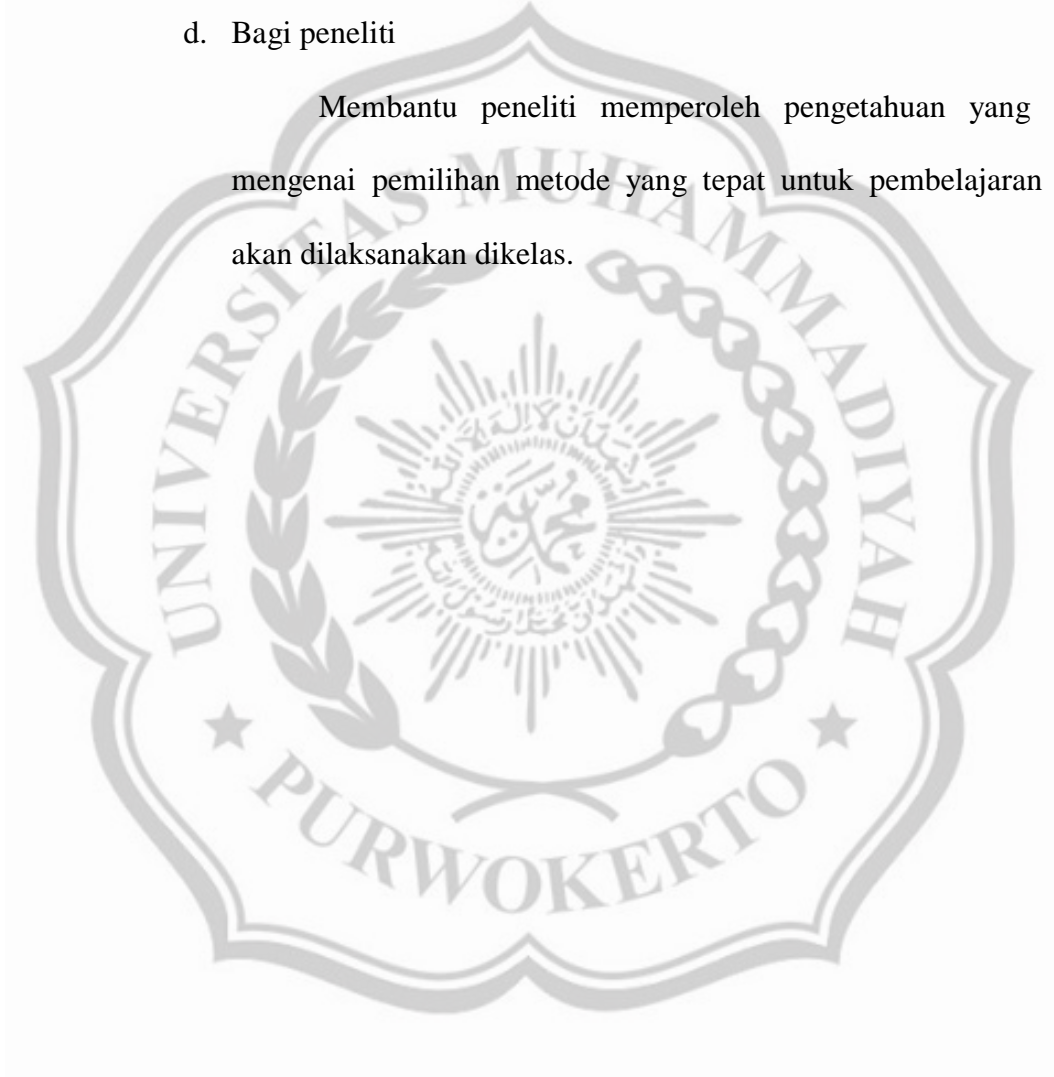 d. Bagi peneliti
Membantu peneliti memperoleh pengetahuan yang
mengenai pemilihan metode yang tepat untuk pembelajaran
akan dilaksanakan dikelas.
UNIVERSITAS MUHAMMADIYAH
PURWOKERTO
محمد